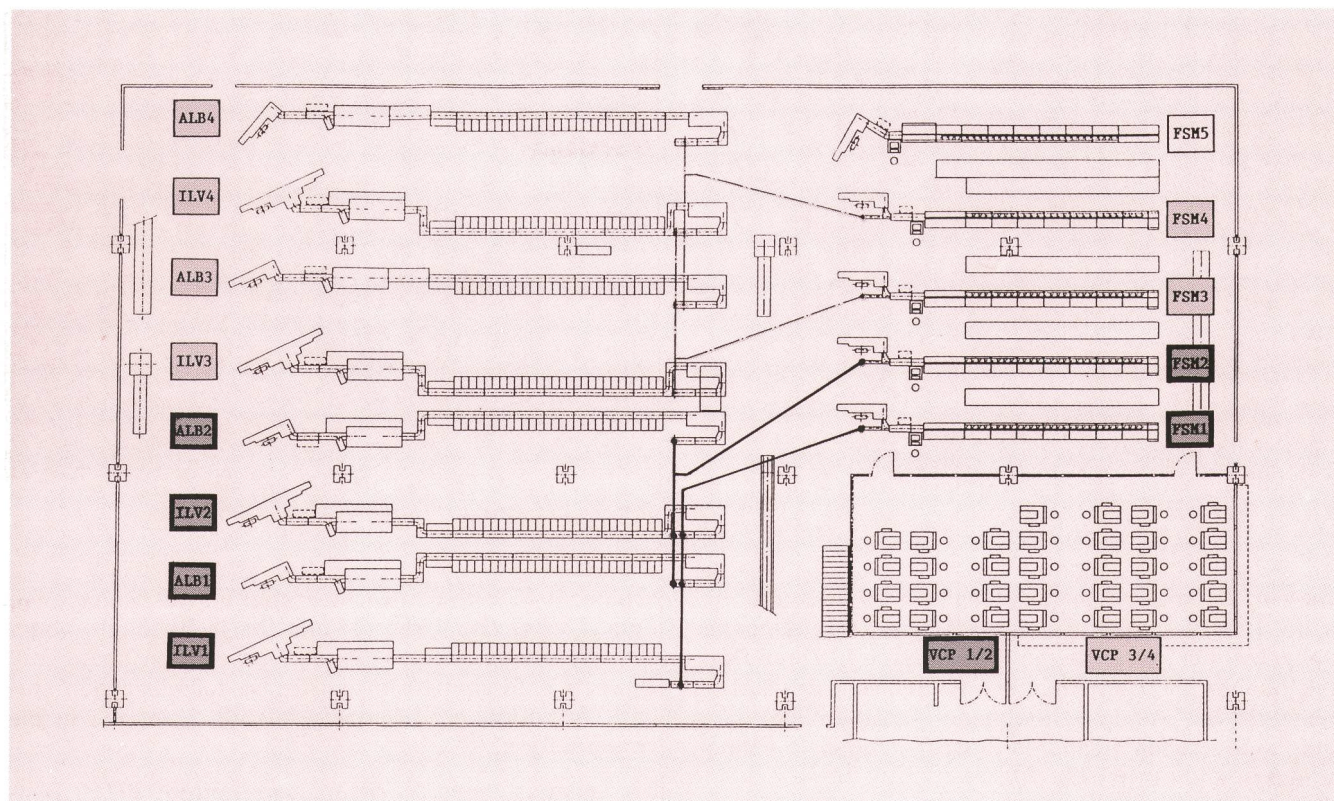 ALB4
ILV4
ALB3
ILV3
ALB2
ILV2
ALB1
ILV1
FSM5
FSM4
FSM3
FSM2
FSM1
VCP 1/2
VCP 3/4